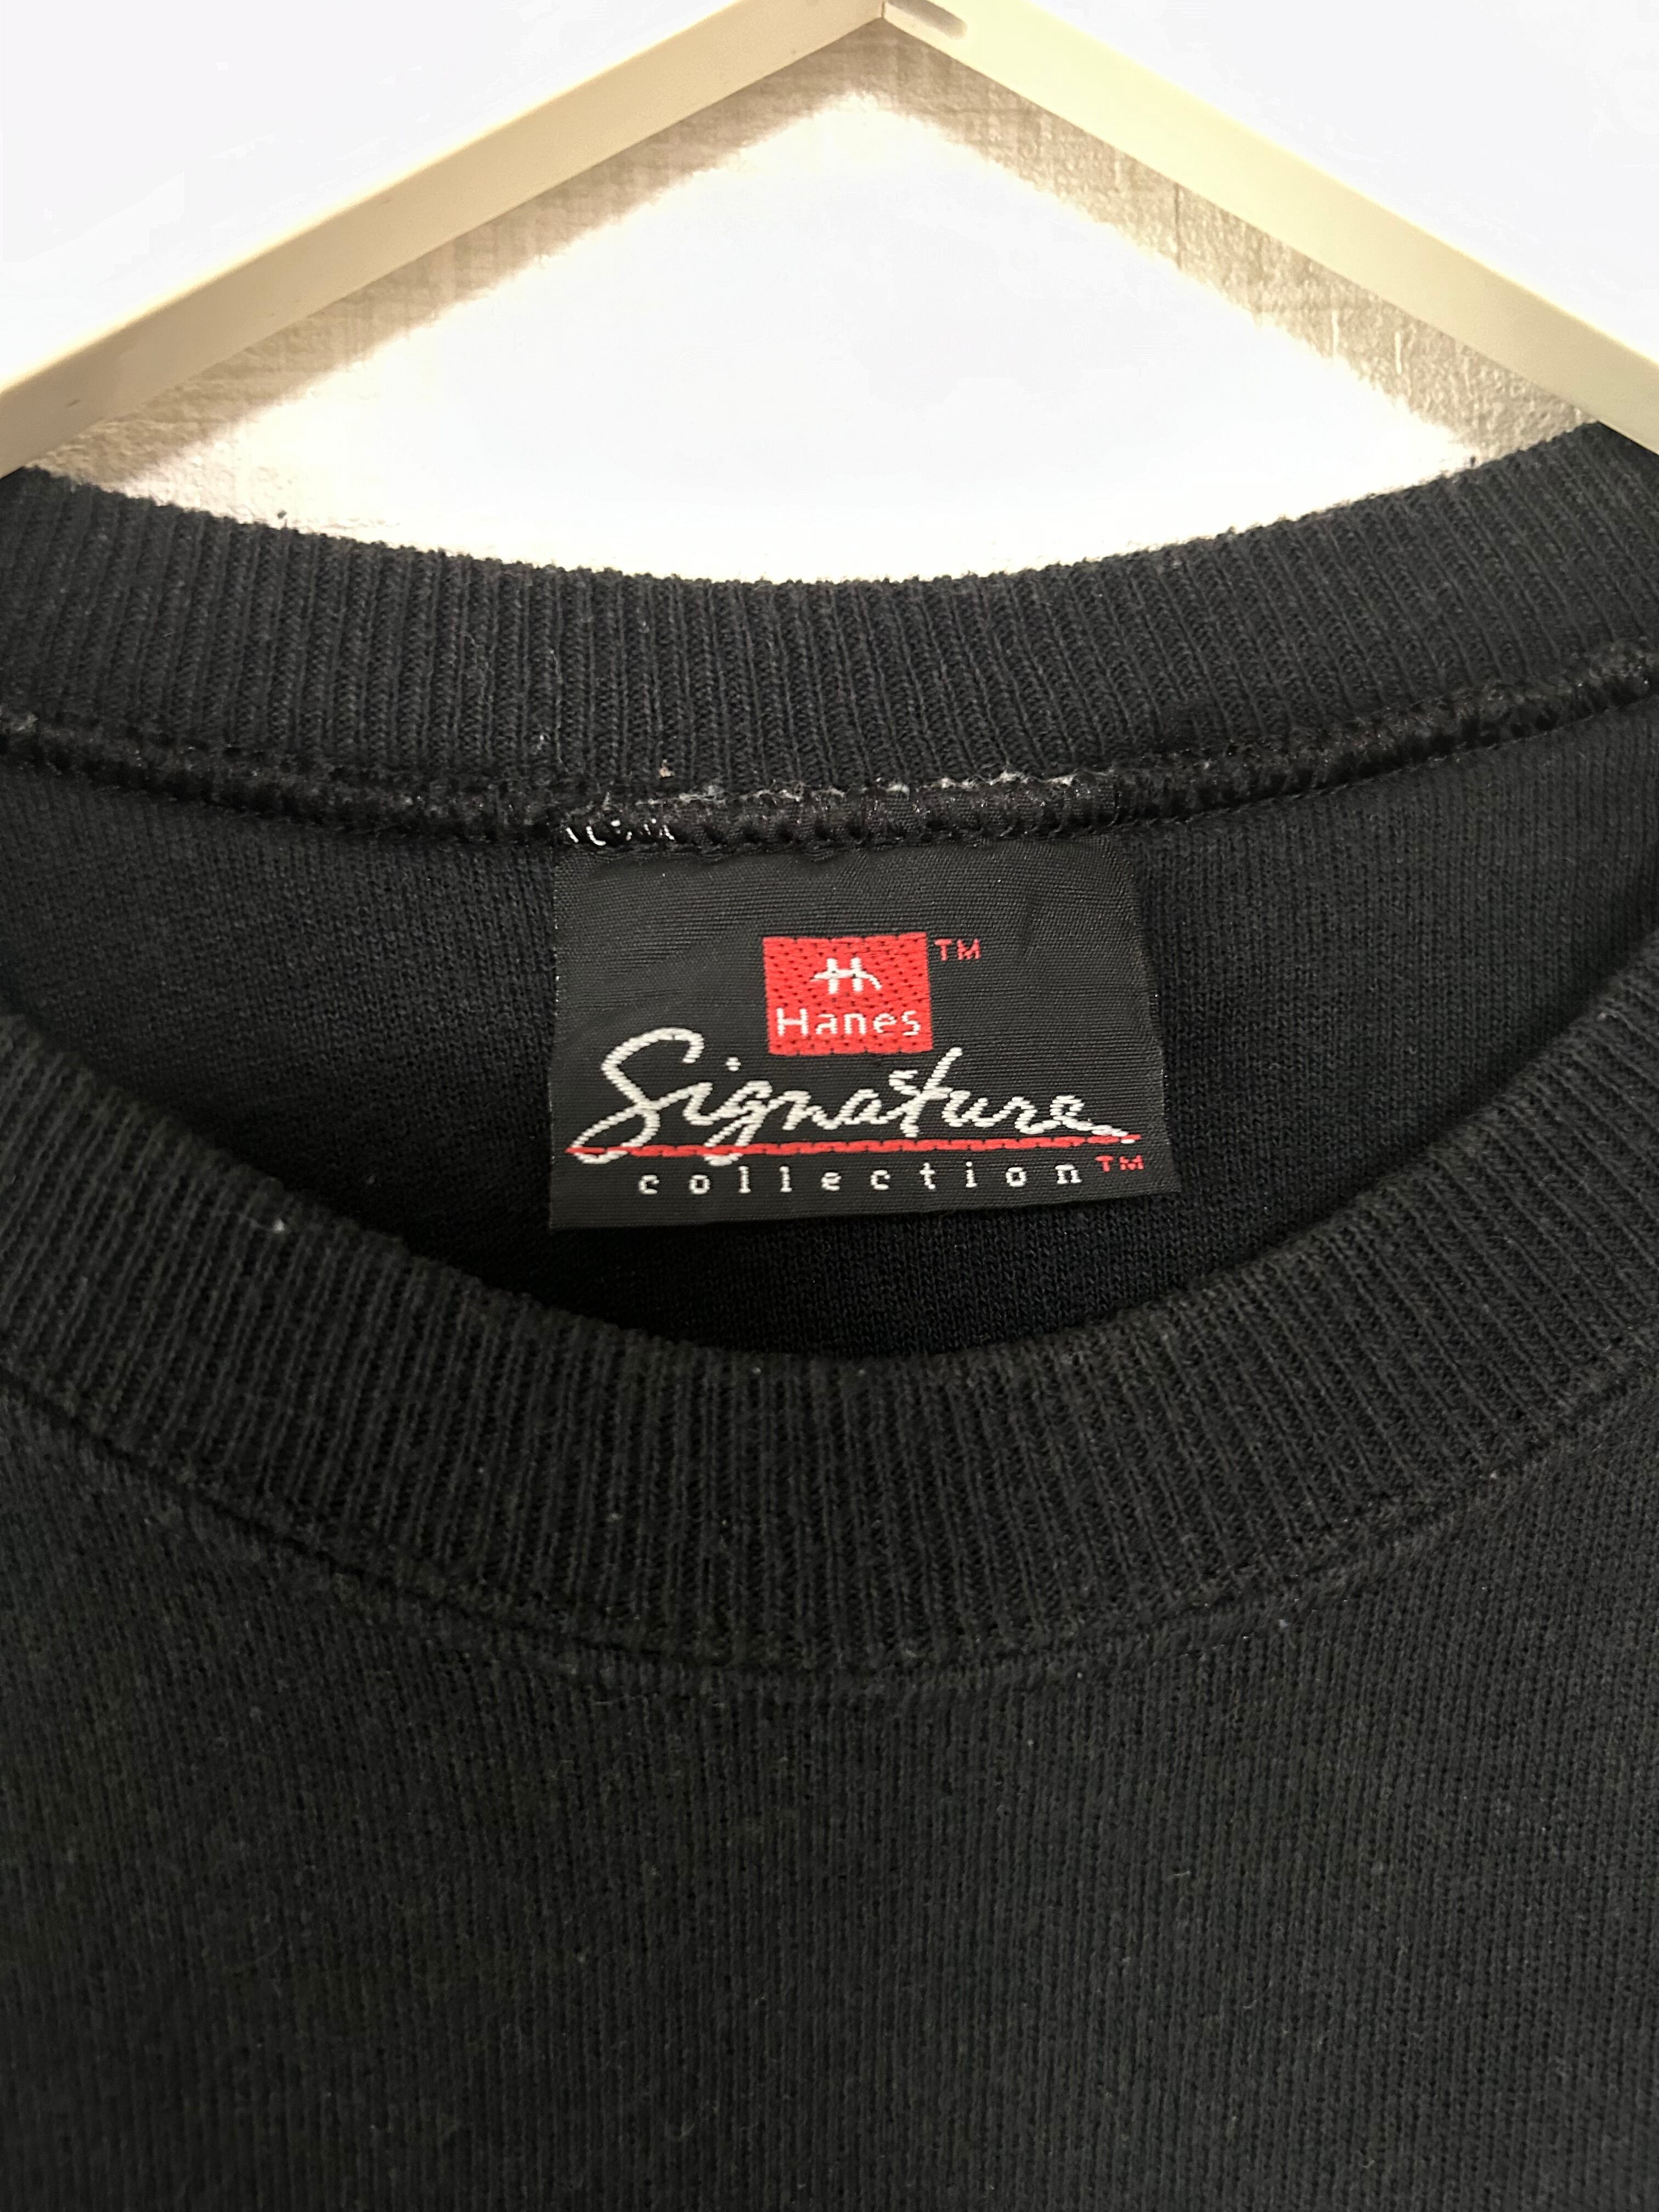 H TM
Hanes
Signature
collection TM